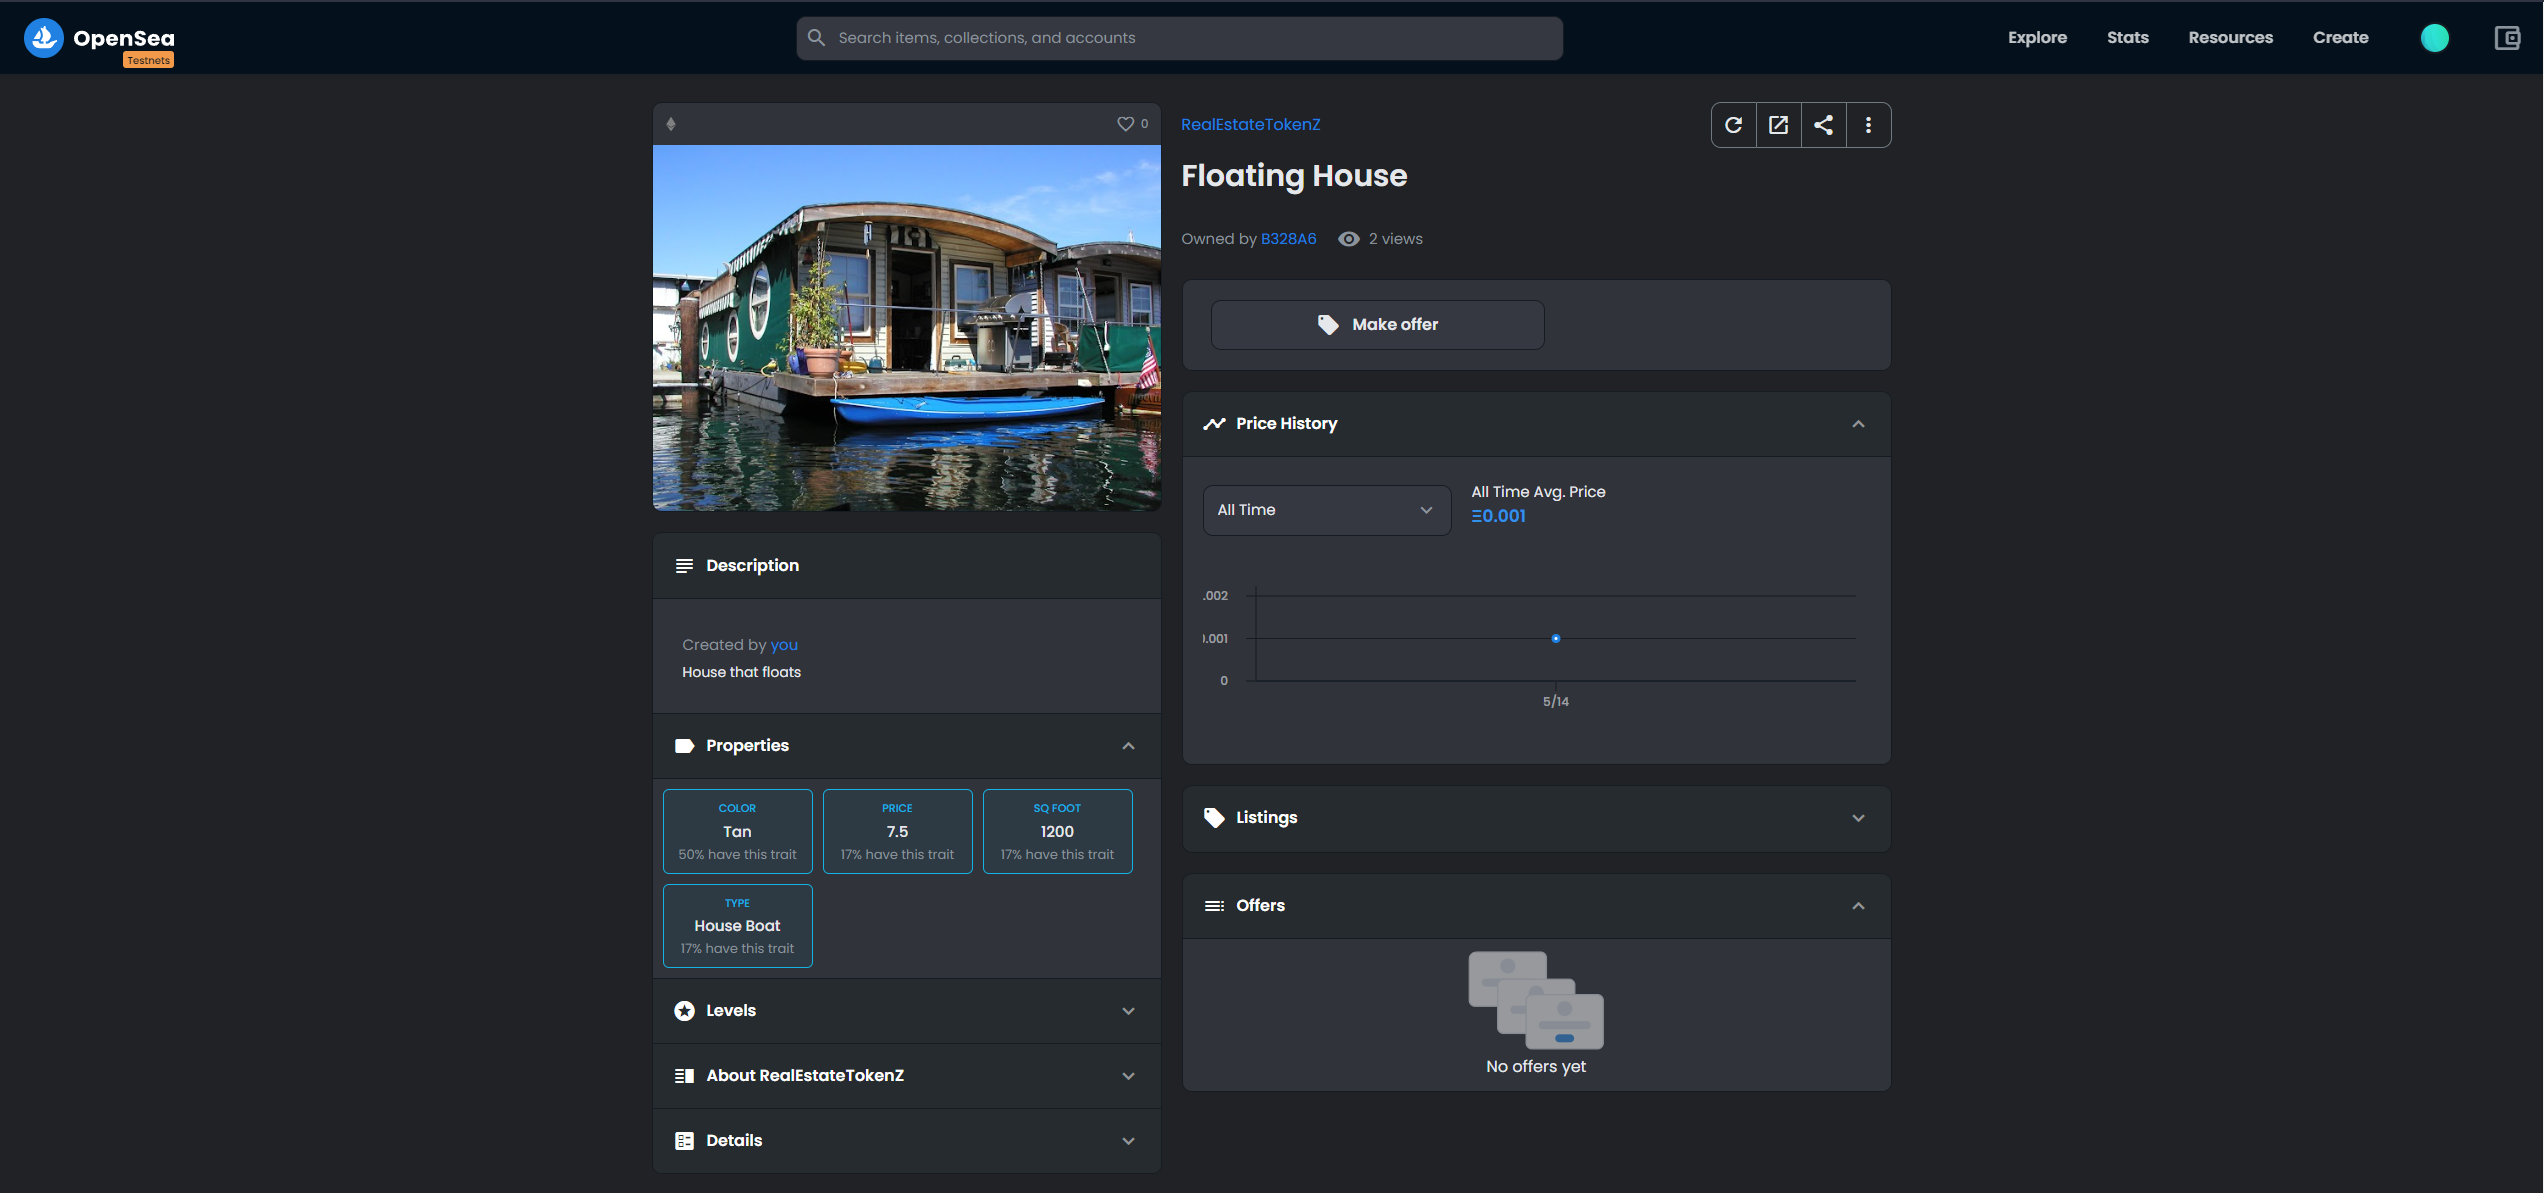 OpenSea
Testnets
Search items, collections, and accounts
Explore
Stats
Resources
Create
0
RealEstateTokenZ
Floating House
Owned by B328A6
2 views
Make offer
Price History
All Time
All Time Avg. Price
Ξ0.001
.002
0.001
0
5/14
Listings
Offers
No offers yet
Description
Created by you
House that floats
Properties
COLOR
Tan
50% have this trait
PRICE
7.5
17% have this trait
SQ FOOT
1200
17% have this trait
TYPE
House Boat
17% have this trait
Levels
About RealEstateTokenZ
Details